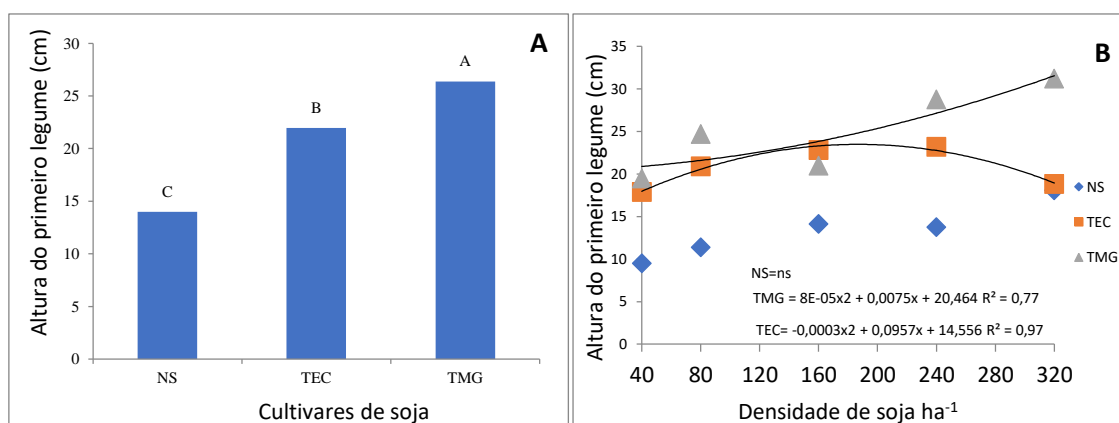 A
Altura do primeiro legume (cm)
30
25
20
15
10
5
0
C
B
A
NS
TEC
TMG
Cultivares de soja
B
Altura do primeiro legume (cm)
35
30
25
20
15
10
5
0
NS
TEC
TMG
NS=ns
TMG = 8E-05x2 + 0,0075x + 20,464 R² = 0,77
TEC= -0,0003x2 + 0,0957x + 14,556 R² = 0,97
40 80 160 240 320
Densidade de soja ha⁻¹